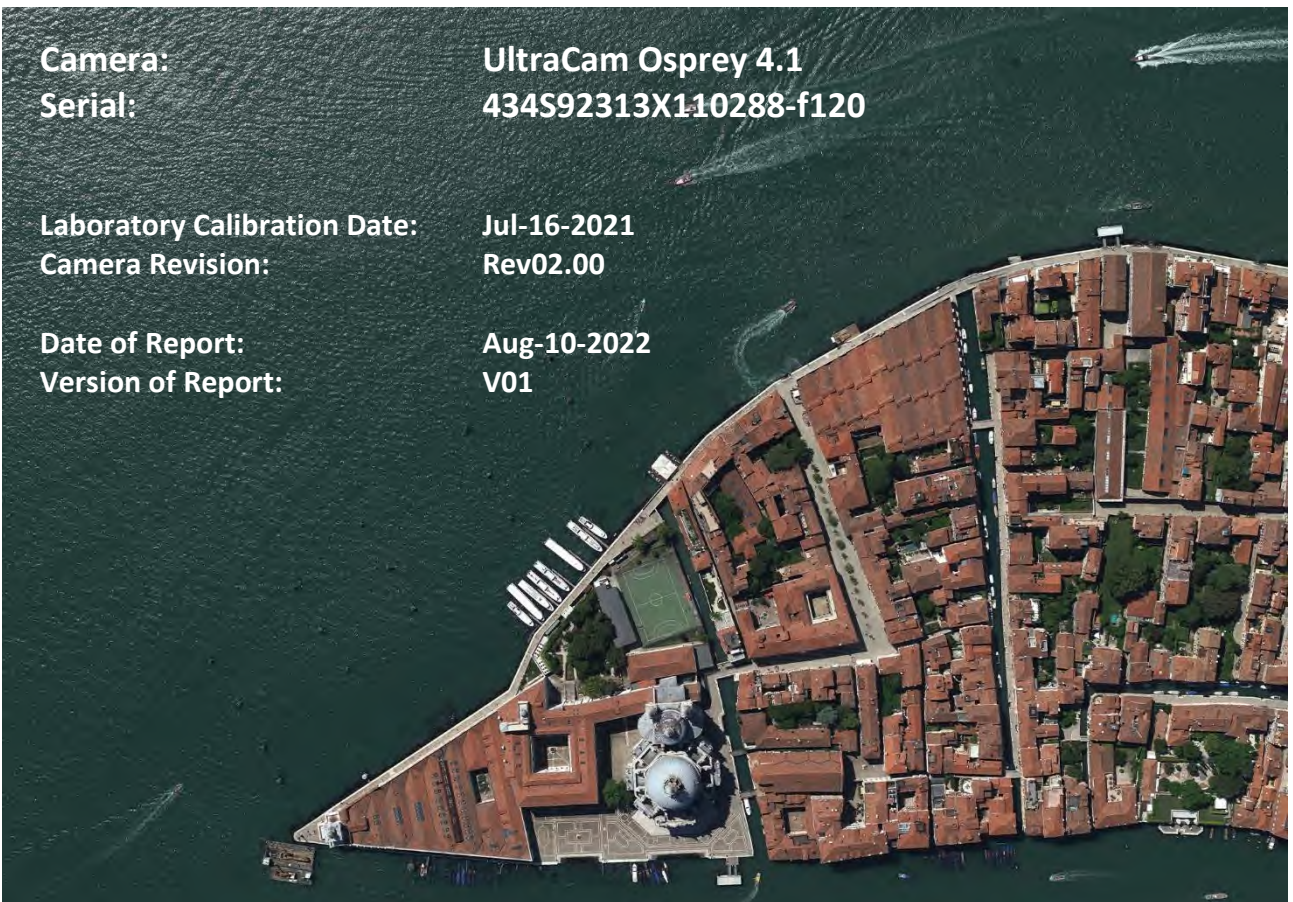 Camera: UltraCam Osprey 4.1
Serial: 434S92313X110288-f120
Laboratory Calibration Date: Jul-16-2021
Camera Revision: Rev02.00
Date of Report: Aug-10-2022
Version of Report: V01